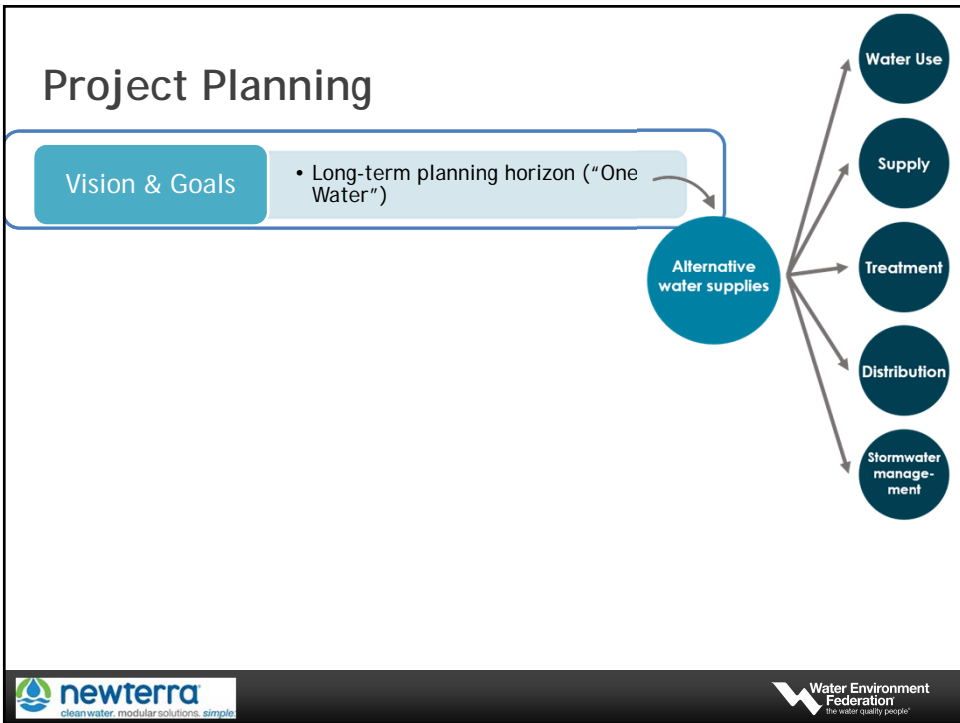 Project Planning
Vision & Goals
• Long-term planning horizon (“One
Water”)
Alternative
water supplies
Water Use
Supply
Treatment
Distribution
Stormwater
manage-
ment
newterra
clean water. modular solutions. simple.
Water Environment
Federation
the water quality people®